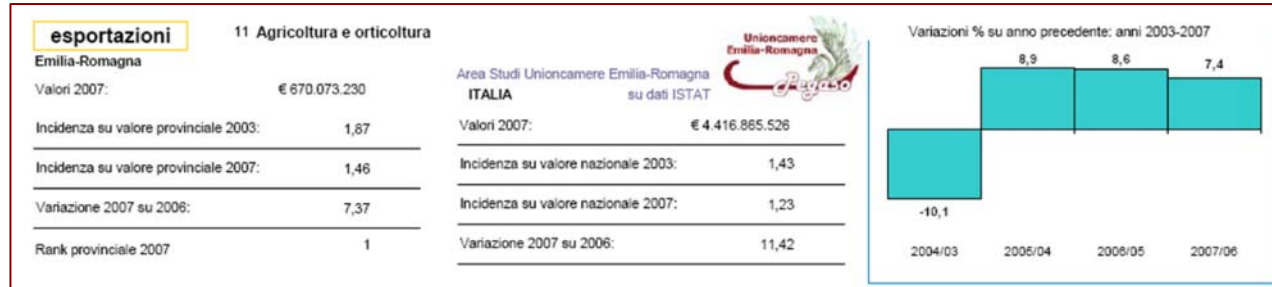 esportazioni
11 Agricoltura e orticoltura
Emilia-Romagna
Valori 2007: € 670.073.230
Incidenza su valore provinciale 2003: 1,87
Incidenza su valore provinciale 2007: 1,46
Variazione 2007 su 2006: 7,37
Rank provinciale 2007 1
Unioncamere
Emilia-Romagna
Pegaso
Area Studi Unioncamere Emilia-Romagna
su dati ISTAT
ITALIA
Valori 2007: € 4.416.865.526
Incidenza su valore nazionale 2003: 1,43
Incidenza su valore nazionale 2007: 1,23
Variazione 2007 su 2006: 11,42
Variazioni % su anno precedente: anni 2003-2007
8,9 8,6 7,4
-10,1
2004/03 2005/04 2006/05 2007/06